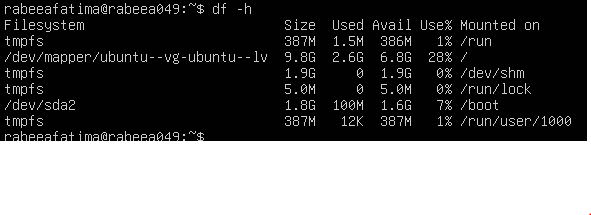 rabeeafatima@rabeea049:~$ df -h
Filesystem                         Size  Used Avail Use% Mounted on
tmpfs                              387M  1.5M  386M   1% /run
/dev/mapper/ubuntu--vg-ubuntu--lv  9.8G  2.6G  6.8G  28% /
tmpfs                              1.9G     0  1.9G   0% /dev/shm
tmpfs                              5.0M     0  5.0M   0% /run/lock
/dev/sda2                          1.8G  100M  1.6G   7% /boot
tmpfs                              387M   12K  387M   1% /run/user/1000
rabeeafatima@rabeea049:~$